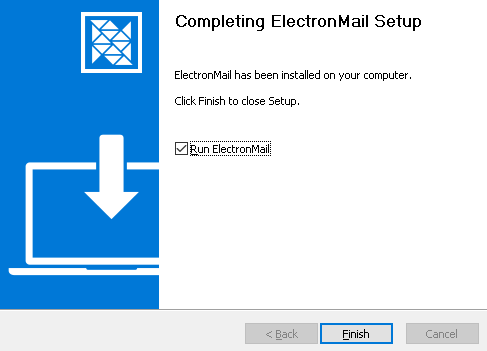 Completing ElectronMail Setup
ElectronMail has been installed on your computer.
Click Finish to close Setup.
Run ElectronMail
< Back
Finish
Cancel